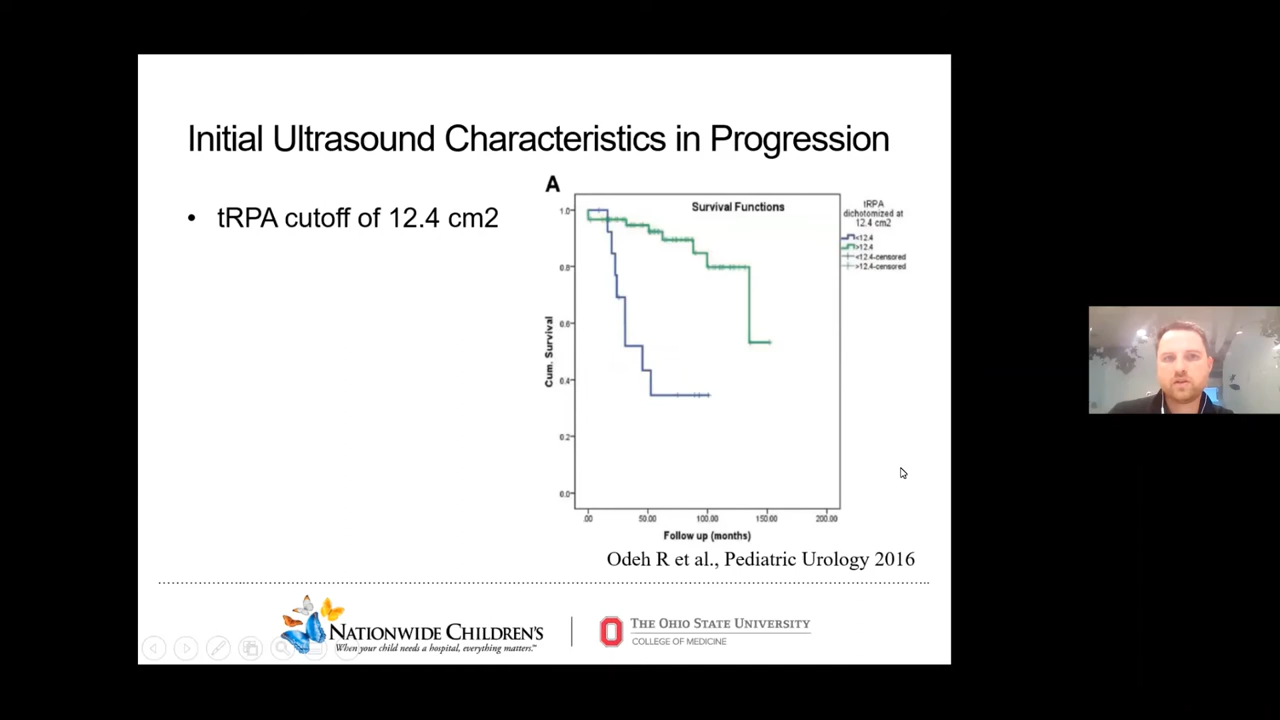 Initial Ultrasound Characteristics in Progression
• tRPA cutoff of 12.4 cm2
A
Survival Functions
tRPA
dichotomized at
12.4 cm2
<12.4
>12.4
<12.4-censored
>12.4-censored
Cum. Survival
1.0
0.8
0.6
0.4
0.2
0.0
.00
50.00
100.00
150.00
200.00
Follow up (months)
Odeh R et al., Pediatric Urology 2016
NATIONWIDE CHILDREN'S
When your child needs a hospital, everything matters.™
THE OHIO STATE UNIVERSITY
COLLEGE OF MEDICINE